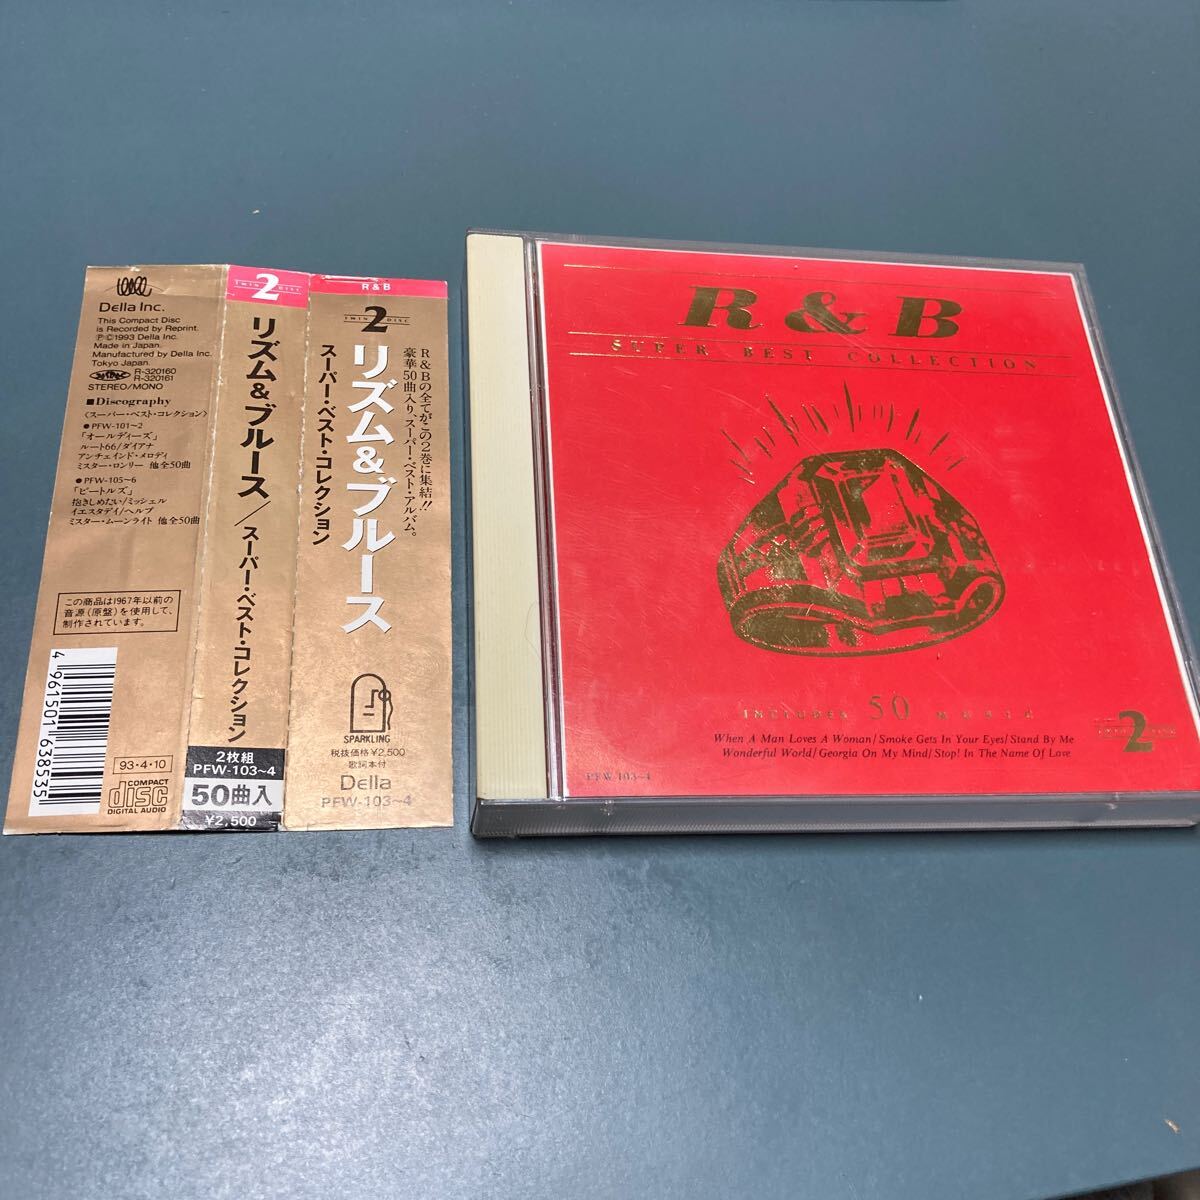 Della Inc.
This Compact Disc
is Recorded by Reprint.
Ⓟ©1993 Della Inc.
Made in Japan.
Manufactured by Della Inc.
Tokyo Japan.
R-320160
R-320161
STEREO/MONO
■Discography
〈スーパー・ベスト・コレクション〉
●PFW-101〜2
「オールディーズ」
ルート66/ダイアナ
アンチェインド・メロディ
ミスター・ロンリー 他全50曲
●PFW-105〜6
「ビートルズ」
抱きしめたい/ミッシェル
イエスタデイ/ヘルプ
ミスター・ムーンライト 他全50曲
この商品は1967年以前の
音源(原盤)を使用して、
制作されています。
4 961501 638535
93・4・10
COMPACT
disc
DIGITAL AUDIO
TWIN 2 DISC
リズム&ブルース/スーパー・ベスト・コレクション
2枚組
PFW-103〜4
50曲入
¥2,500
R&B
TWIN 2 DISC
R&Bの全てがこの2巻に集結!!
豪華50曲入り、スーパー・ベスト・アルバム。
リズム&ブルース
スーパー・ベスト・コレクション
SPARKLING
税抜価格¥2,500
歌詞本付
Della
PFW-103〜4
R&B
SUPER BEST COLLECTION
INCLUDES 50 MUSIC
When A Man Loves A Woman/Smoke Gets In Your Eyes/Stand By Me
Wonderful World/Georgia On My Mind/Stop! In The Name Of Love
PFW-103~4
TWIN 2 DISC